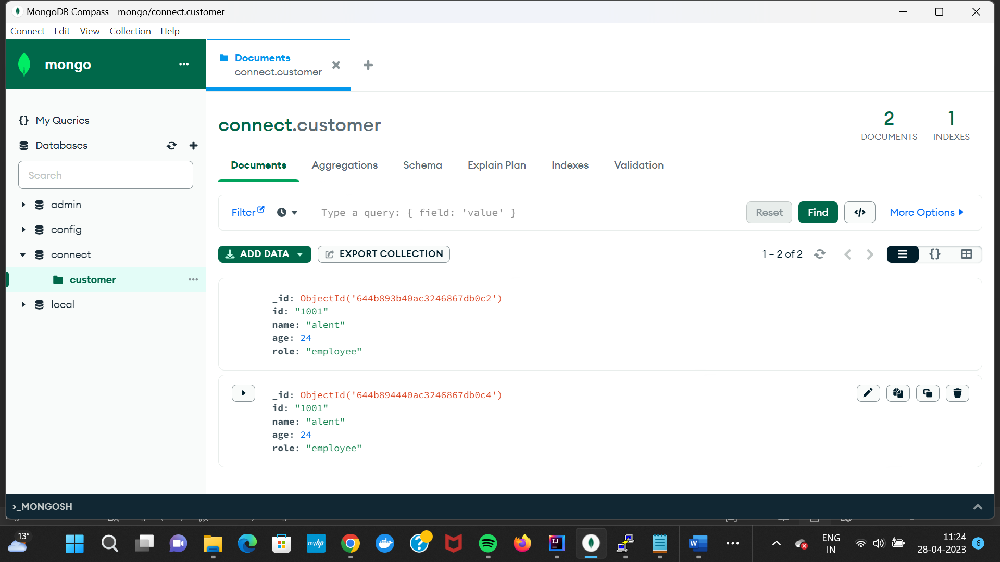 MongoDB Compass - mongo/connect.customer
Connect Edit View Collection Help
mongo
Documents
connect.customer
My Queries
Databases
Search
admin
config
connect
customer
local
connect.customer
2
DOCUMENTS
1
INDEXES
Documents Aggregations Schema Explain Plan Indexes Validation
Filter Type a query: { field: 'value' } Reset Find </> More Options
ADD DATA EXPORT COLLECTION 1 – 2 of 2 {}
_id: ObjectId('644b893b40ac3246867db0c2')
id: "1001"
name: "alent"
age: 24
role: "employee"
_id: ObjectId('644b894440ac3246867db0c4')
id: "1001"
name: "alent"
age: 24
role: "employee"
>_MONGOSH
13°
myhp
IJ
W
ENG
IN
11:24
28-04-2023
6